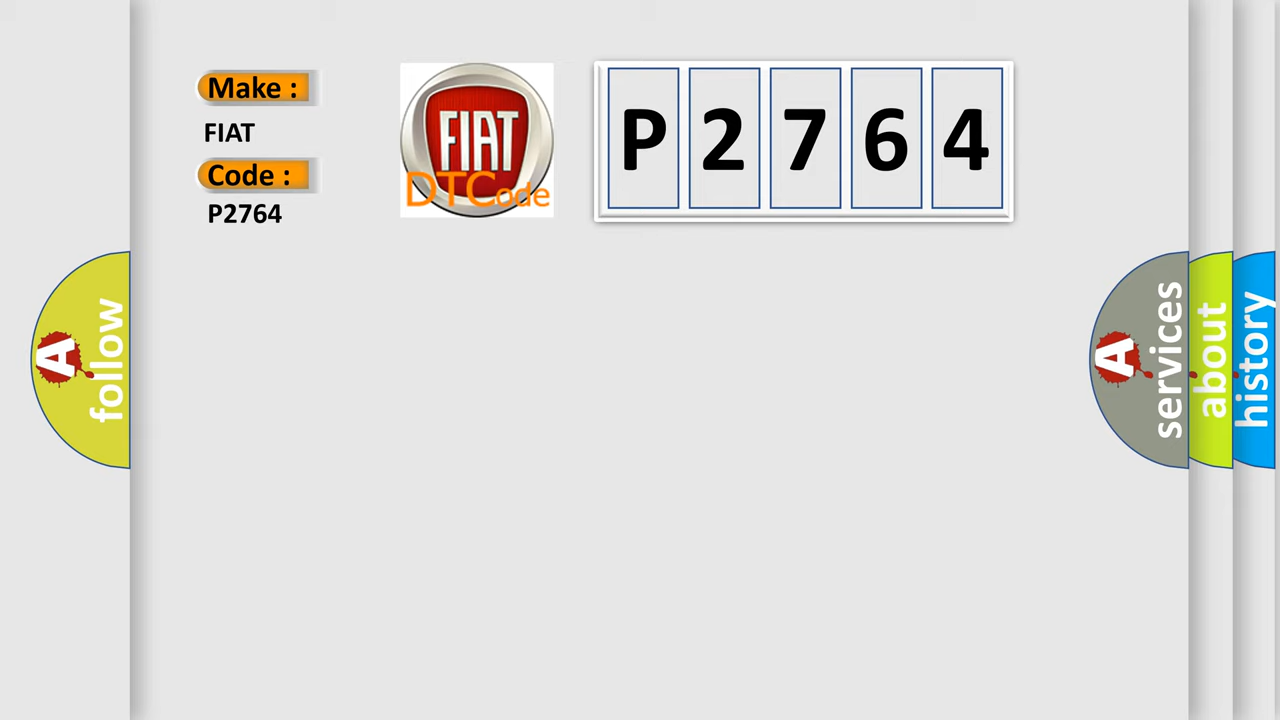 Make :
FIAT
Code :
P2764
FIAT
DTCode
P 2 7 6 4
A follow
A services
about
history